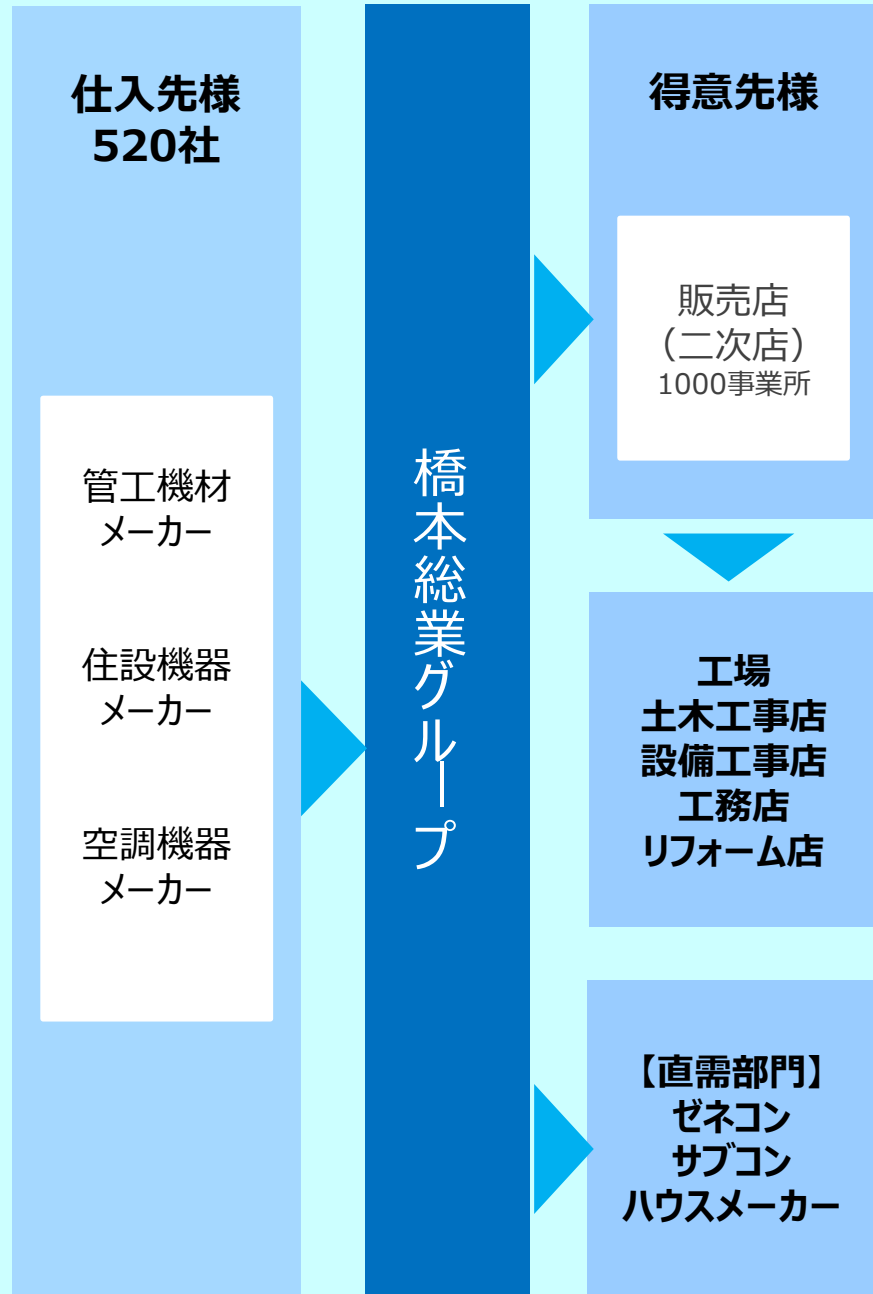 仕入先様
520社
管工機材
メーカー
住設機器
メーカー
空調機器
メーカー
橋本総業グループ
得意先様
販売店
（二次店）
1000事業所
工場
土木工事店
設備工事店
工務店
リフォーム店
【直需部門】
ゼネコン
サブコン
ハウスメーカー